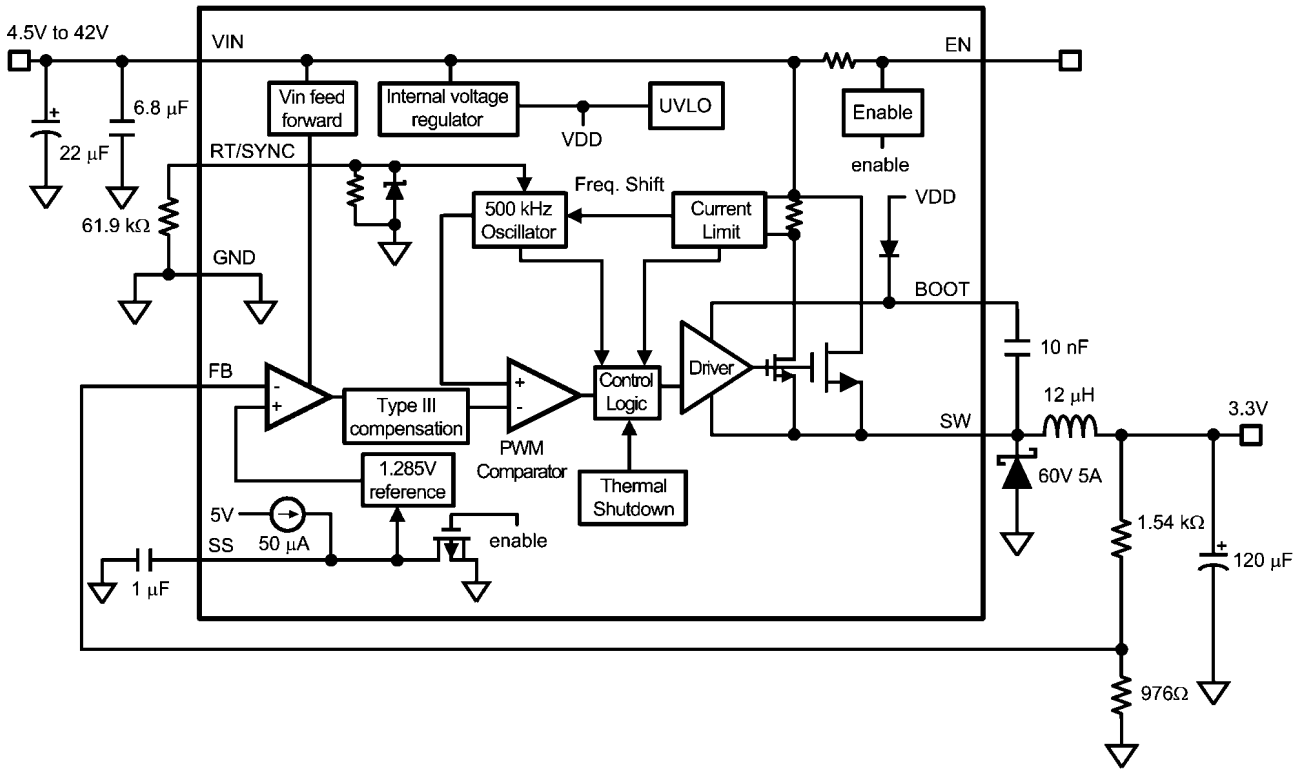 4.5V to 42V
VIN
EN
Vin feed
forward
Internal voltage
regulator
UVLO
Enable
6.8 µF
22 µF
VDD
enable
RT/SYNC
Freq. Shift
500 kHz
Oscillator
Current
Limit
VDD
61.9 kΩ
GND
BOOT
10 nF
FB
-
+
Type III
compensation
+
-
PWM
Comparator
Control
Logic
Driver
SW
12 µH
3.3V
1.285V
reference
Thermal
Shutdown
60V 5A
5V
50 µA
enable
SS
1 µF
1.54 kΩ
+
120 µF
976Ω
+